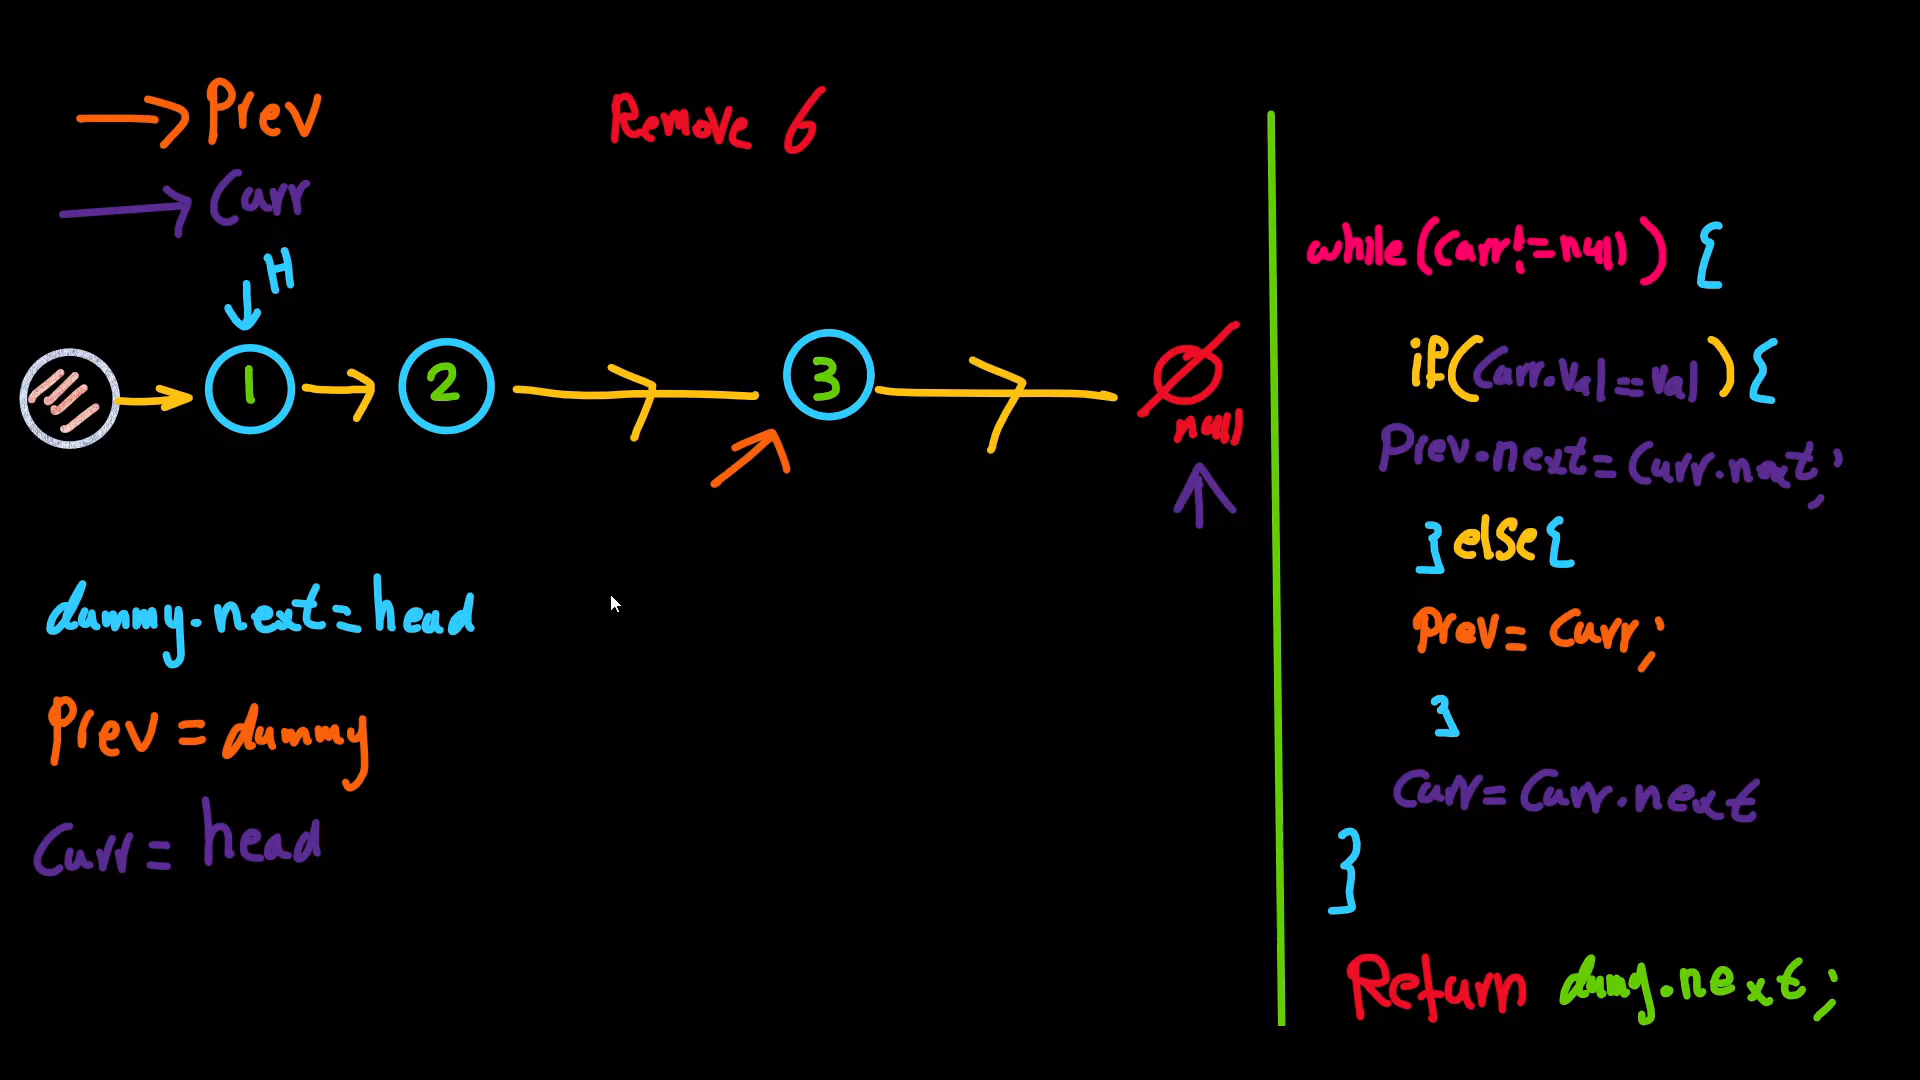 Prev
Curr
Remove 6
H
1
2
3
null
dummy.next=head
Prev = dummy
Curr = head
while(Curr!=null) {
if(Curr.val==val){
Prev.next=Curr.next;
}else{
Prev=Curr;
}
Curr=Curr.next
}
Return dumy.next;